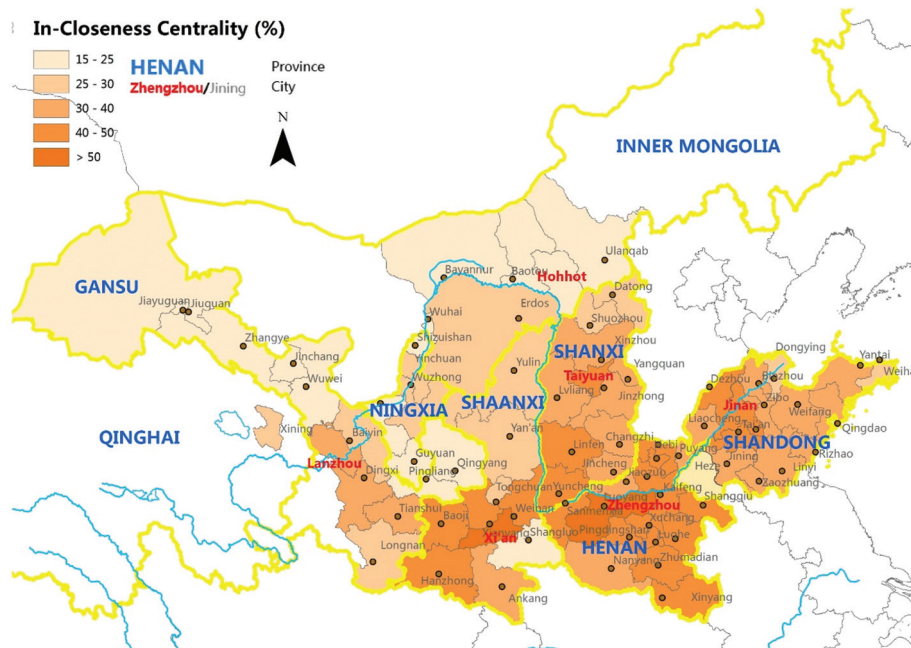 In-Closeness Centrality (%)
15 - 25
25 - 30
30 - 40
40 - 50
> 50
HENAN Province
Zhengzhou/Jining City
N
INNER MONGOLIA
Ulanqab
Hohhot
Bayannur
Baotou
GANSU
Datong
Jiayuguan
Jiuquan
Erdos
Wuhai
Shuozhou
Xinzhou
Zhangye
Shizuishan
Dongying
Yantai
Jinchang
Yinchuan
Yulin
SHANXI
Yangquan
Dezhou
Binzhou
Weiha
Wuwei
Wuzhong
Taiyuan
Lvliang
Jinzhong
Jinan
Zibo
Weifang
NINGXIA
SHAANXI
Liaocheng
Tai'an
Qingdao
QINGHAI
Xining
Baiyin
Yan'an
Linfen
Changzhi
Hebi
Puyang
SHANDONG
Rizhao
Lanzhou
Guyuan
Pingliang
Qingyang
Jincheng
Jiaozuo
Heze
Jining
Linyi
Zaozhuang
Dingxi
Tongchuan
Yuncheng
Luoyang
Kaifeng
Shangqiu
Tianshui
Baoji
Weinan
Sanmenxia
Zhengzhou
Xi'an
Shangluo
Pingdingshan
Xuchang
Luohe
Longnan
HENAN
Zhumadian
Hanzhong
Nanyang
Ankang
Xinyang